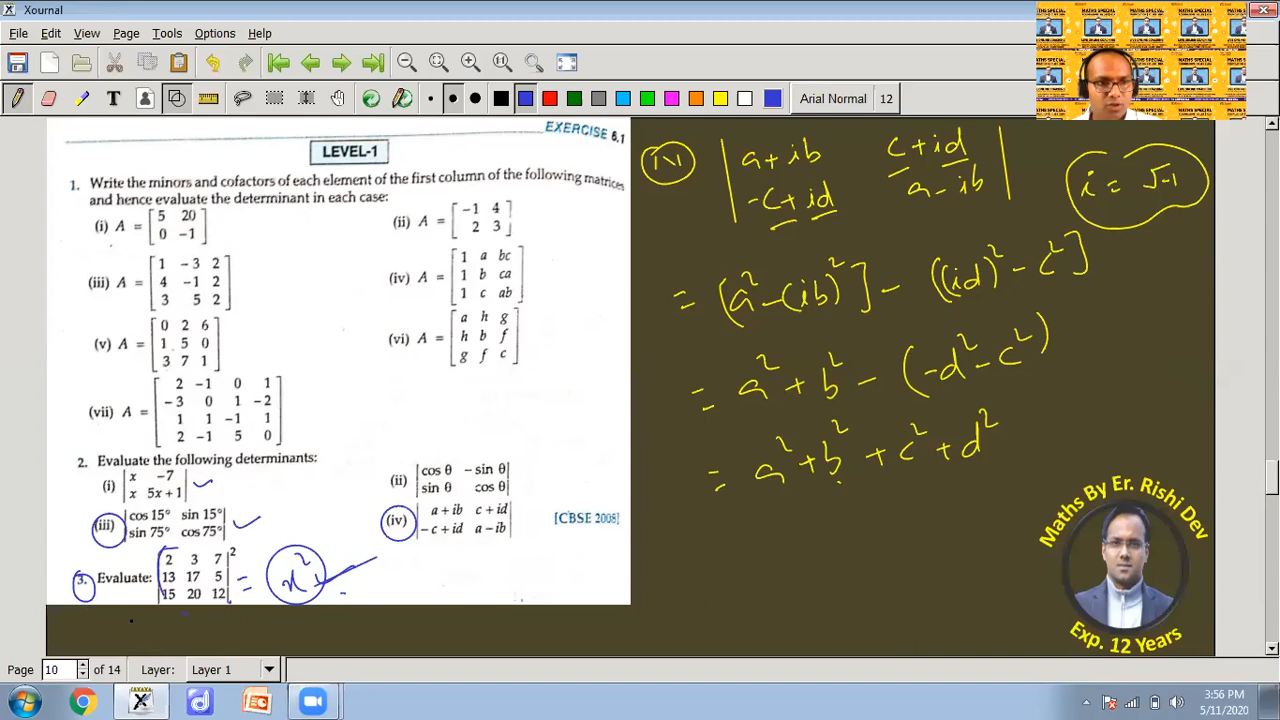 Xournal
File Edit View Page Tools Options Help
Arial Normal 12
EXERCISE 6.1
LEVEL-1
1. Write the minors and cofactors of each element of the first column of the following matrices
and hence evaluate the determinant in each case:
(i) A = [5 20
0 −1]
(ii) A = [−1 4
2 3]
(iii) A = [1 −3 2
4 −1 2
3 5 2]
(iv) A = [1 a bc
1 b ca
1 c ab]
(v) A = [0 2 6
1 5 0
3 7 1]
(vi) A = [a h g
h b f
g f c]
(vii) A = [2 −1 0 1
−3 0 1 −2
1 1 −1 1
2 −1 5 0]
2. Evaluate the following determinants:
(i) |x −7
x 5x + 1|
(ii) |cos θ − sin θ
sin θ cos θ|
(iii) |cos 15° sin 15°
sin 75° cos 75°|
(iv) |a + ib c + id
−c + id a − ib| [CBSE 2008]
3. Evaluate: |2 3 7
13 17 5
15 20 12|² = x²
(iv) |a+ib c+id
-c+id a-ib|
i = √-1
= (a² -(ib)²] - ((id)² - c²]
= a² + b² - (-d² - c²)
= a² + b² + c² + d²
Maths By Er. Rishi Dev
Exp. 12 Years
Page 10 of 14 Layer: Layer 1
3:56 PM
5/11/2020